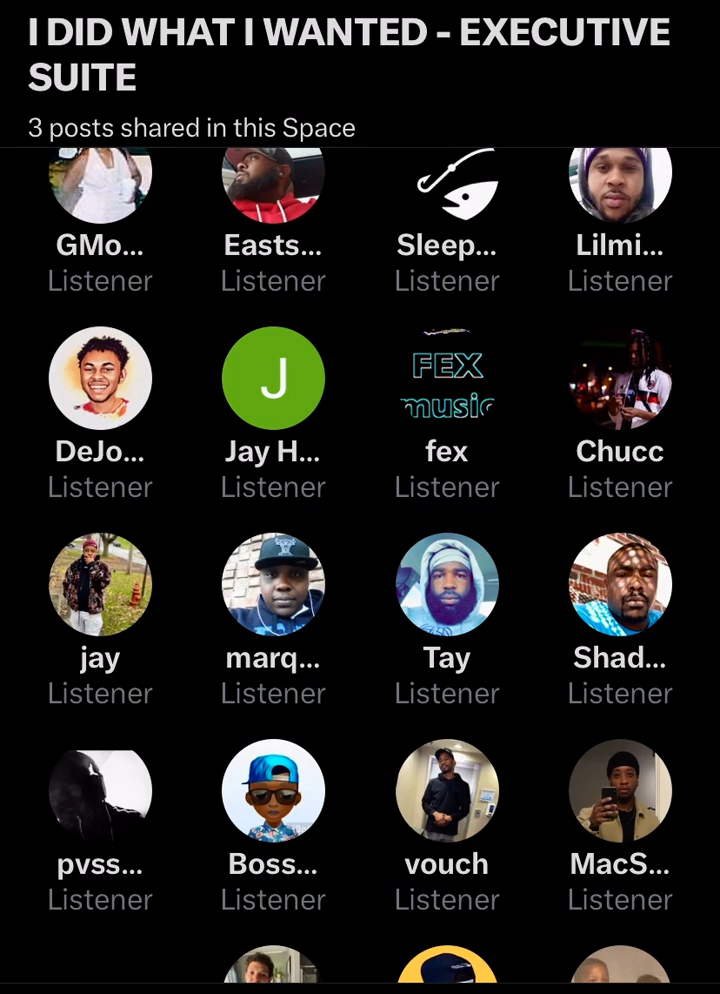 I DID WHAT I WANTED - EXECUTIVE
SUITE
3 posts shared in this Space
GMo... Easts... Sleep... Lilmi...
Listener Listener Listener Listener
J
FEX
music
DeJo... Jay H... fex Chucc
Listener Listener Listener Listener
jay marq... Tay Shad...
Listener Listener Listener Listener
pvss... Boss... vouch MacS...
Listener Listener Listener Listener